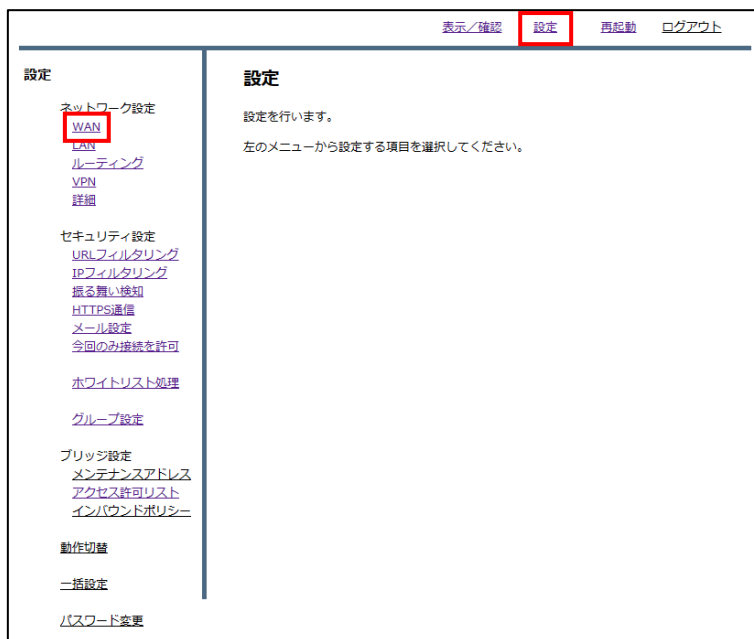 表示／確認 設定 再起動 ログアウト
設定
ネットワーク設定
WAN
LAN
ルーティング
VPN
詳細
セキュリティ設定
URLフィルタリング
IPフィルタリング
振る舞い検知
HTTPS通信
メール設定
今回のみ接続を許可
ホワイトリスト処理
グループ設定
ブリッジ設定
メンテナンスアドレス
アクセス許可リスト
インバウンドポリシー
動作切替
一括設定
パスワード変更
設定
設定を行います。
左のメニューから設定する項目を選択してください。